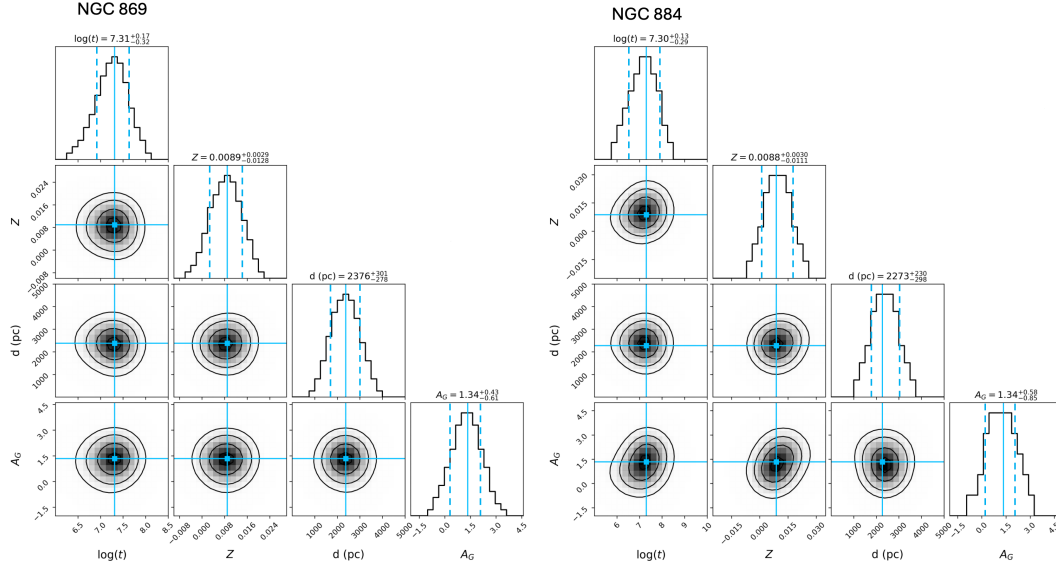 NGC 869
NGC 884
log(t) = 7.31+0.17−0.32
Z = 0.0089+0.0029−0.0128
d (pc) = 2376+301−278
A_G = 1.34+0.43−0.61
Z
0.024
0.016
0.008
0.000
−0.008
d (pc)
5000
4000
3000
2000
1000
A_G
4.5
3.0
1.5
0.0
−1.5
6.5 7.0 7.5 8.0 8.5
−0.008 0.000 0.008 0.016 0.024
1000 2000 3000 4000 5000
−1.5 0.0 1.5 3.0 4.5
log(t) Z d (pc) A_G
log(t) = 7.30+0.13−0.29
Z = 0.0088+0.0030−0.0111
d (pc) = 2273+230−298
A_G = 1.34+0.58−0.85
Z
0.030
0.015
0.000
−0.015
d (pc)
5000
4000
3000
2000
1000
A_G
4.5
3.0
1.5
0.0
−1.5
6 7 8 9 10
−0.015 0.000 0.015 0.030
1000 2000 3000 4000 5000
−1.5 0.0 1.5 3.0 4.5
log(t) Z d (pc) A_G